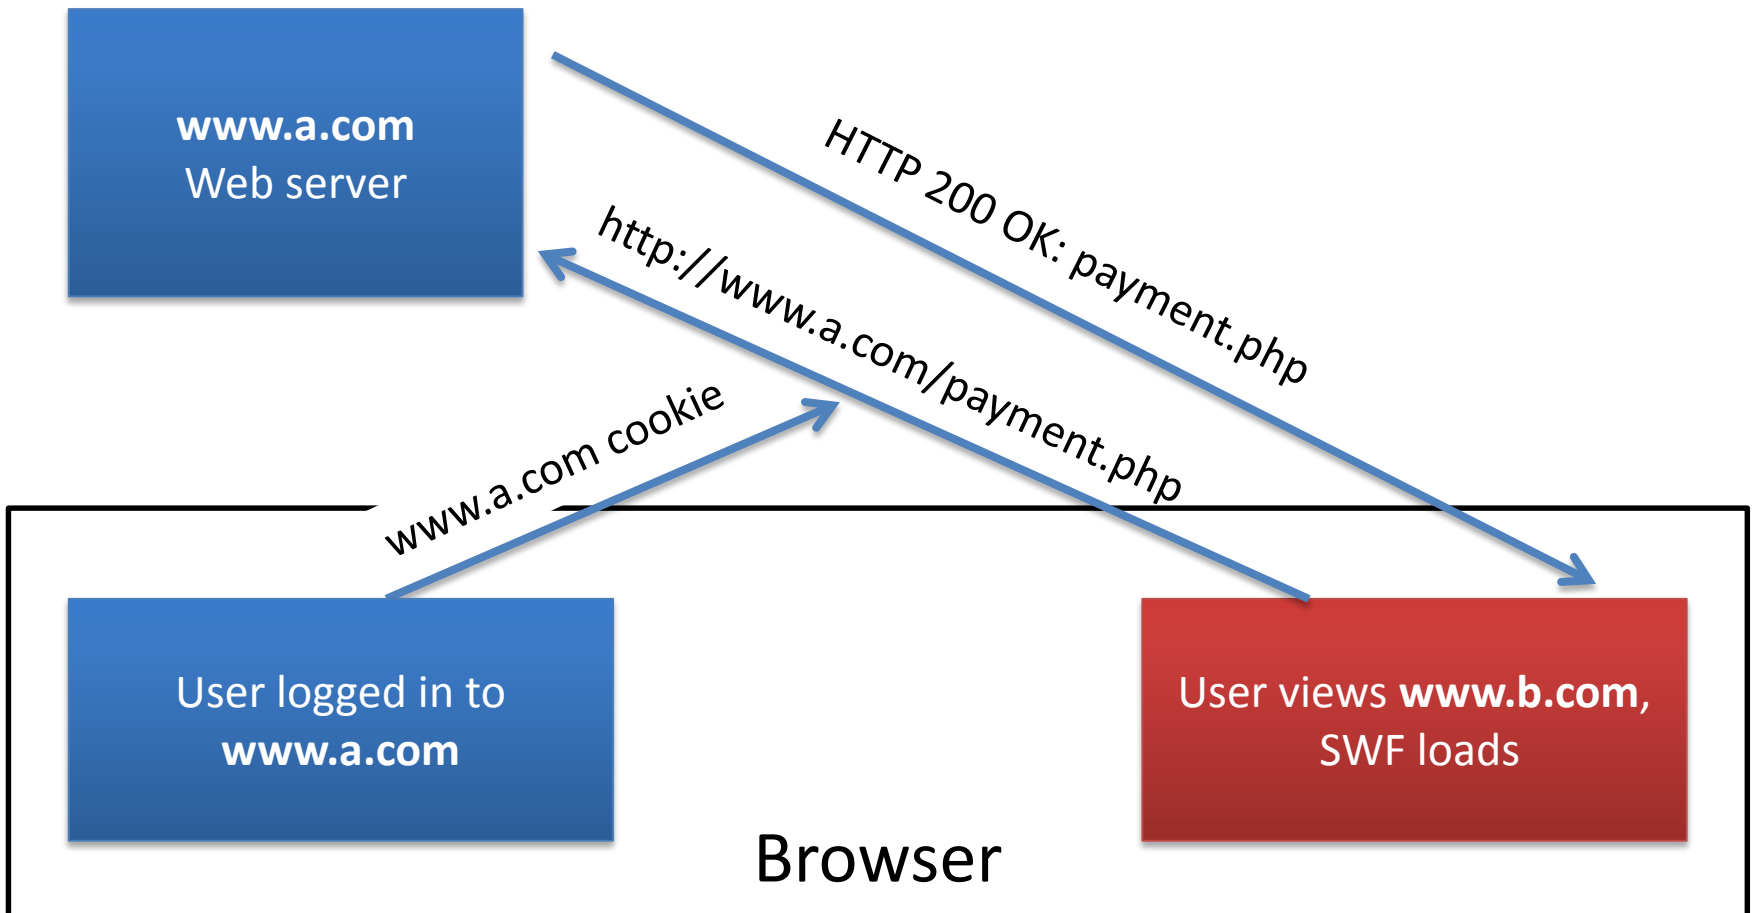 www.a.com
Web server
HTTP 200 OK: payment.php
http://www.a.com/payment.php
www.a.com cookie
User logged in to
www.a.com
User views www.b.com,
SWF loads
Browser